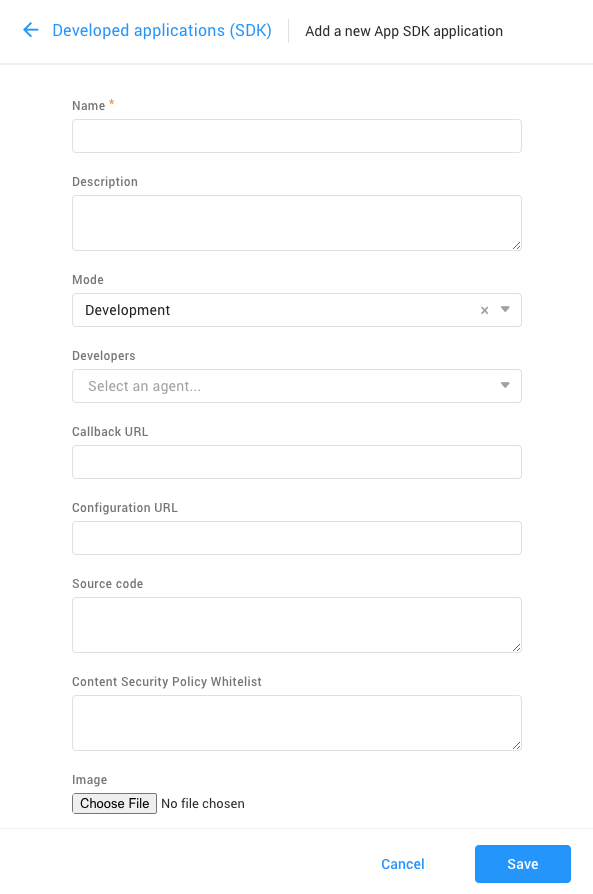 Developed applications (SDK) Add a new App SDK application
Name *
Description
Mode
Development ×
Developers
Select an agent...
Callback URL
Configuration URL
Source code
Content Security Policy Whitelist
Image
Choose File No file chosen
Cancel Save